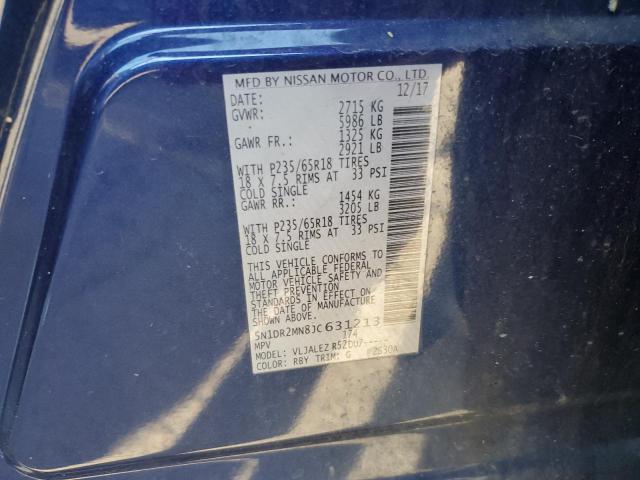 MFD BY NISSAN MOTOR CO., LTD.
DATE: 12/17
GVWR: 2715 KG
5986 LB
GAWR FR.: 1325 KG
2921 LB
WITH P235/65R18 TIRES
18 X 7.5 RIMS AT 33 PSI
COLD SINGLE
GAWR RR.: 1454 KG
3205 LB
WITH P235/65R18 TIRES
18 X 7.5 RIMS AT 33 PSI
COLD SINGLE
THIS VEHICLE CONFORMS TO
ALL APPLICABLE FEDERAL
MOTOR VEHICLE SAFETY AND
THEFT PREVENTION
STANDARDS IN EFFECT ON
THE DATE OF MANUFACTURE
SHOWN ABOVE.
5N1DR2MN8JC631213
MPV 174
MODEL: VLJALEZ
COLOR: RBY TRIM: G